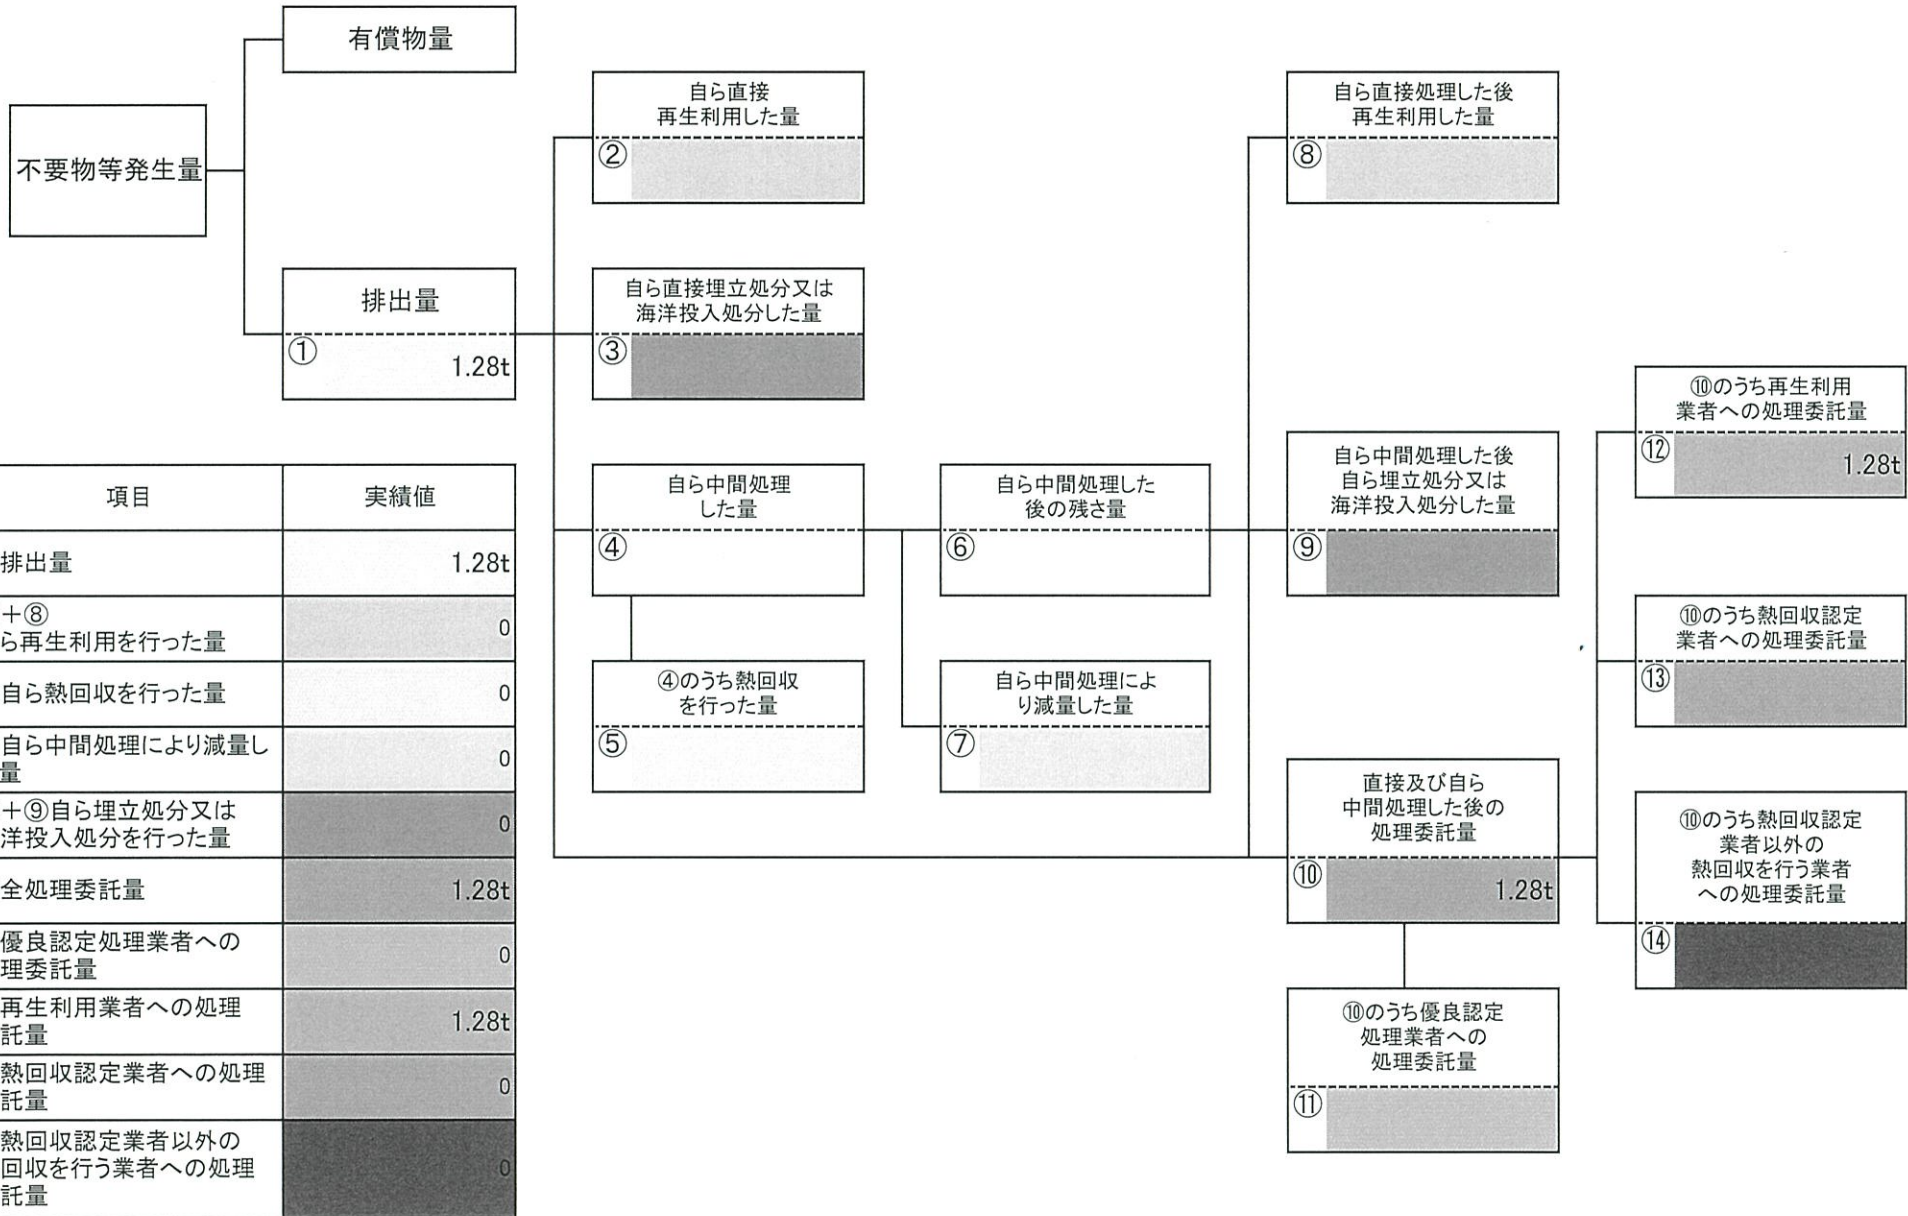 有償物量
不要物等発生量
排出量
①
1.28t
自ら直接
再生利用した量
②
自ら直接埋立処分又は
海洋投入処分した量
③
自ら中間処理
した量
④
④のうち熱回収
を行った量
⑤
自ら中間処理した
後の残さ量
⑥
自ら中間処理によ
り減量した量
⑦
自ら直接処理した後
再生利用した量
⑧
自ら中間処理した後
自ら埋立処分又は
海洋投入処分した量
⑨
直接及び自ら
中間処理した後の
処理委託量
⑩
1.28t
⑩のうち優良認定
処理業者への
処理委託量
⑪
⑩のうち再生利用
業者への処理委託量
⑫
1.28t
⑩のうち熱回収認定
業者への処理委託量
⑬
⑩のうち熱回収認定
業者以外の
熱回収を行う業者
への処理委託量
⑭
項目 実績値
排出量 1.28t
+⑧
ら再生利用を行った量 0
自ら熱回収を行った量 0
自ら中間処理により減量し
量 0
+⑨自ら埋立処分又は
洋投入処分を行った量 0
全処理委託量 1.28t
優良認定処理業者への
理委託量 0
再生利用業者への処理
託量 1.28t
熱回収認定業者への処理
託量 0
熱回収認定業者以外の
回収を行う業者への処理
託量 0